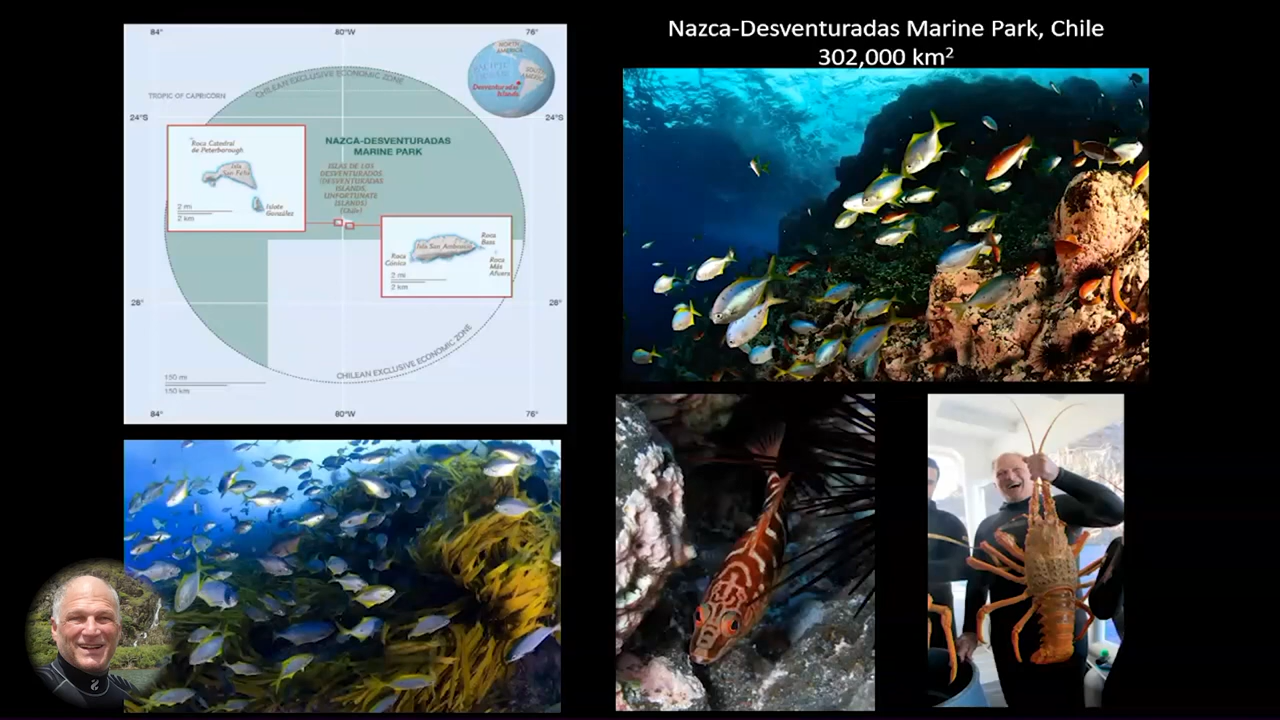 Nazca-Desventuradas Marine Park, Chile
302,000 km²
84°
80°W
76°
CHILEAN EXCLUSIVE ECONOMIC ZONE
NORTH
AMERICA
SOUTH
AMERICA
PACIFIC
Desventuradas
Islands
TROPIC OF CAPRICORN
24°S
24°S
NAZCA-DESVENTURADAS
MARINE PARK
ISLAS DE LOS
DESVENTURADOS
(DESVENTURADAS
ISLANDS,
UNFORTUNATE
ISLANDS)
(Chile)
Roca Catedral
de Peterborough
Isla
San Félix
Islote
González
2 mi
2 km
Isla San Ambrosio
Roca
Bass
Roca
Cónica
Roca
Más
Afuera
2 mi
2 km
28°
28°
CHILEAN EXCLUSIVE ECONOMIC ZONE
150 mi
150 km
84°
80°W
76°